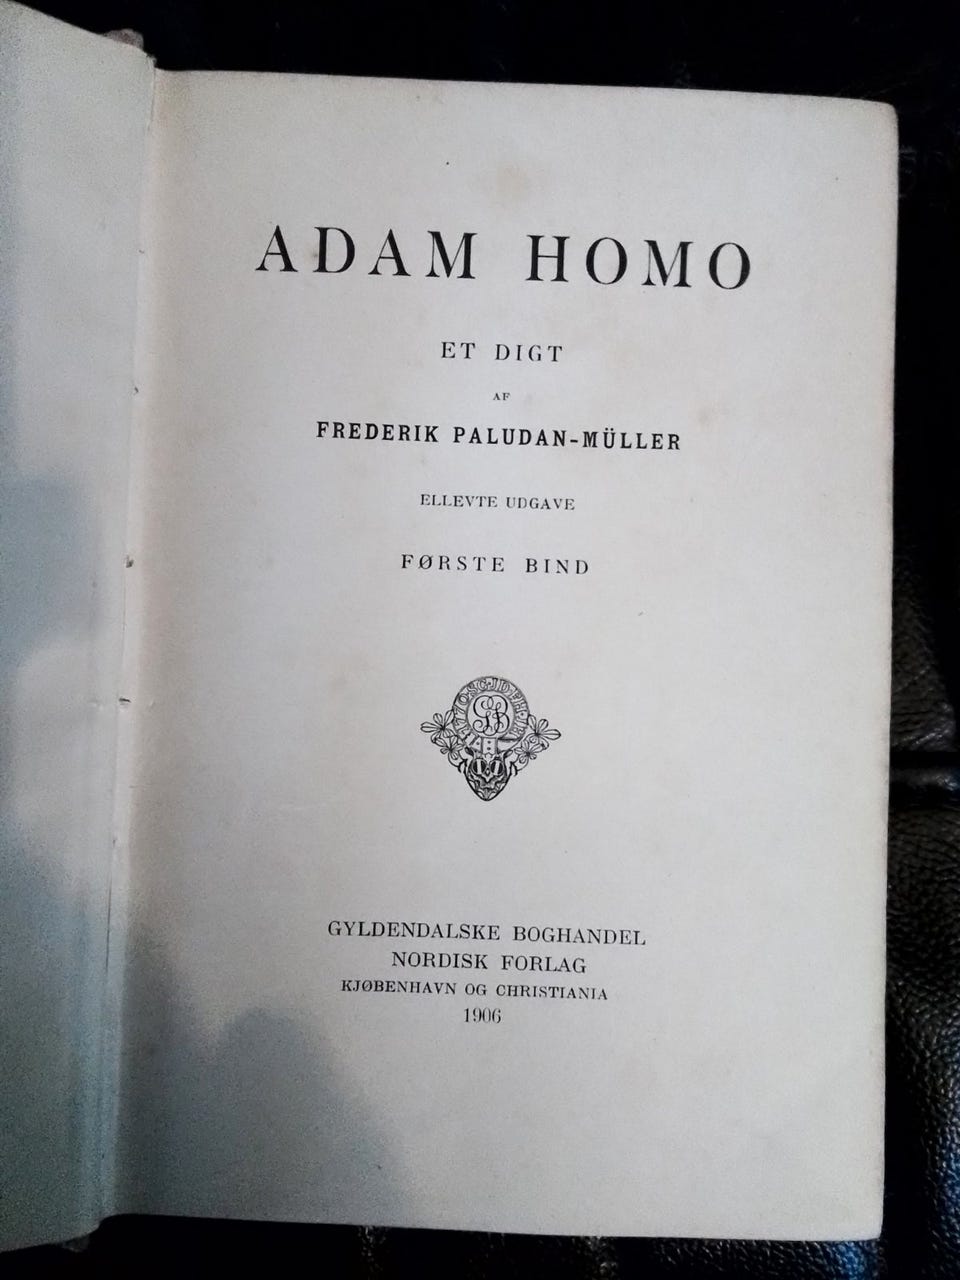 ADAM HOMO
ET DIGT
AF
FREDERIK PALUDAN-MÜLLER
ELLEVTE UDGAVE
FØRSTE BIND
GYLDENDALSKE BOGHANDEL
NORDISK FORLAG
KJØBENHAVN OG CHRISTIANIA
1906